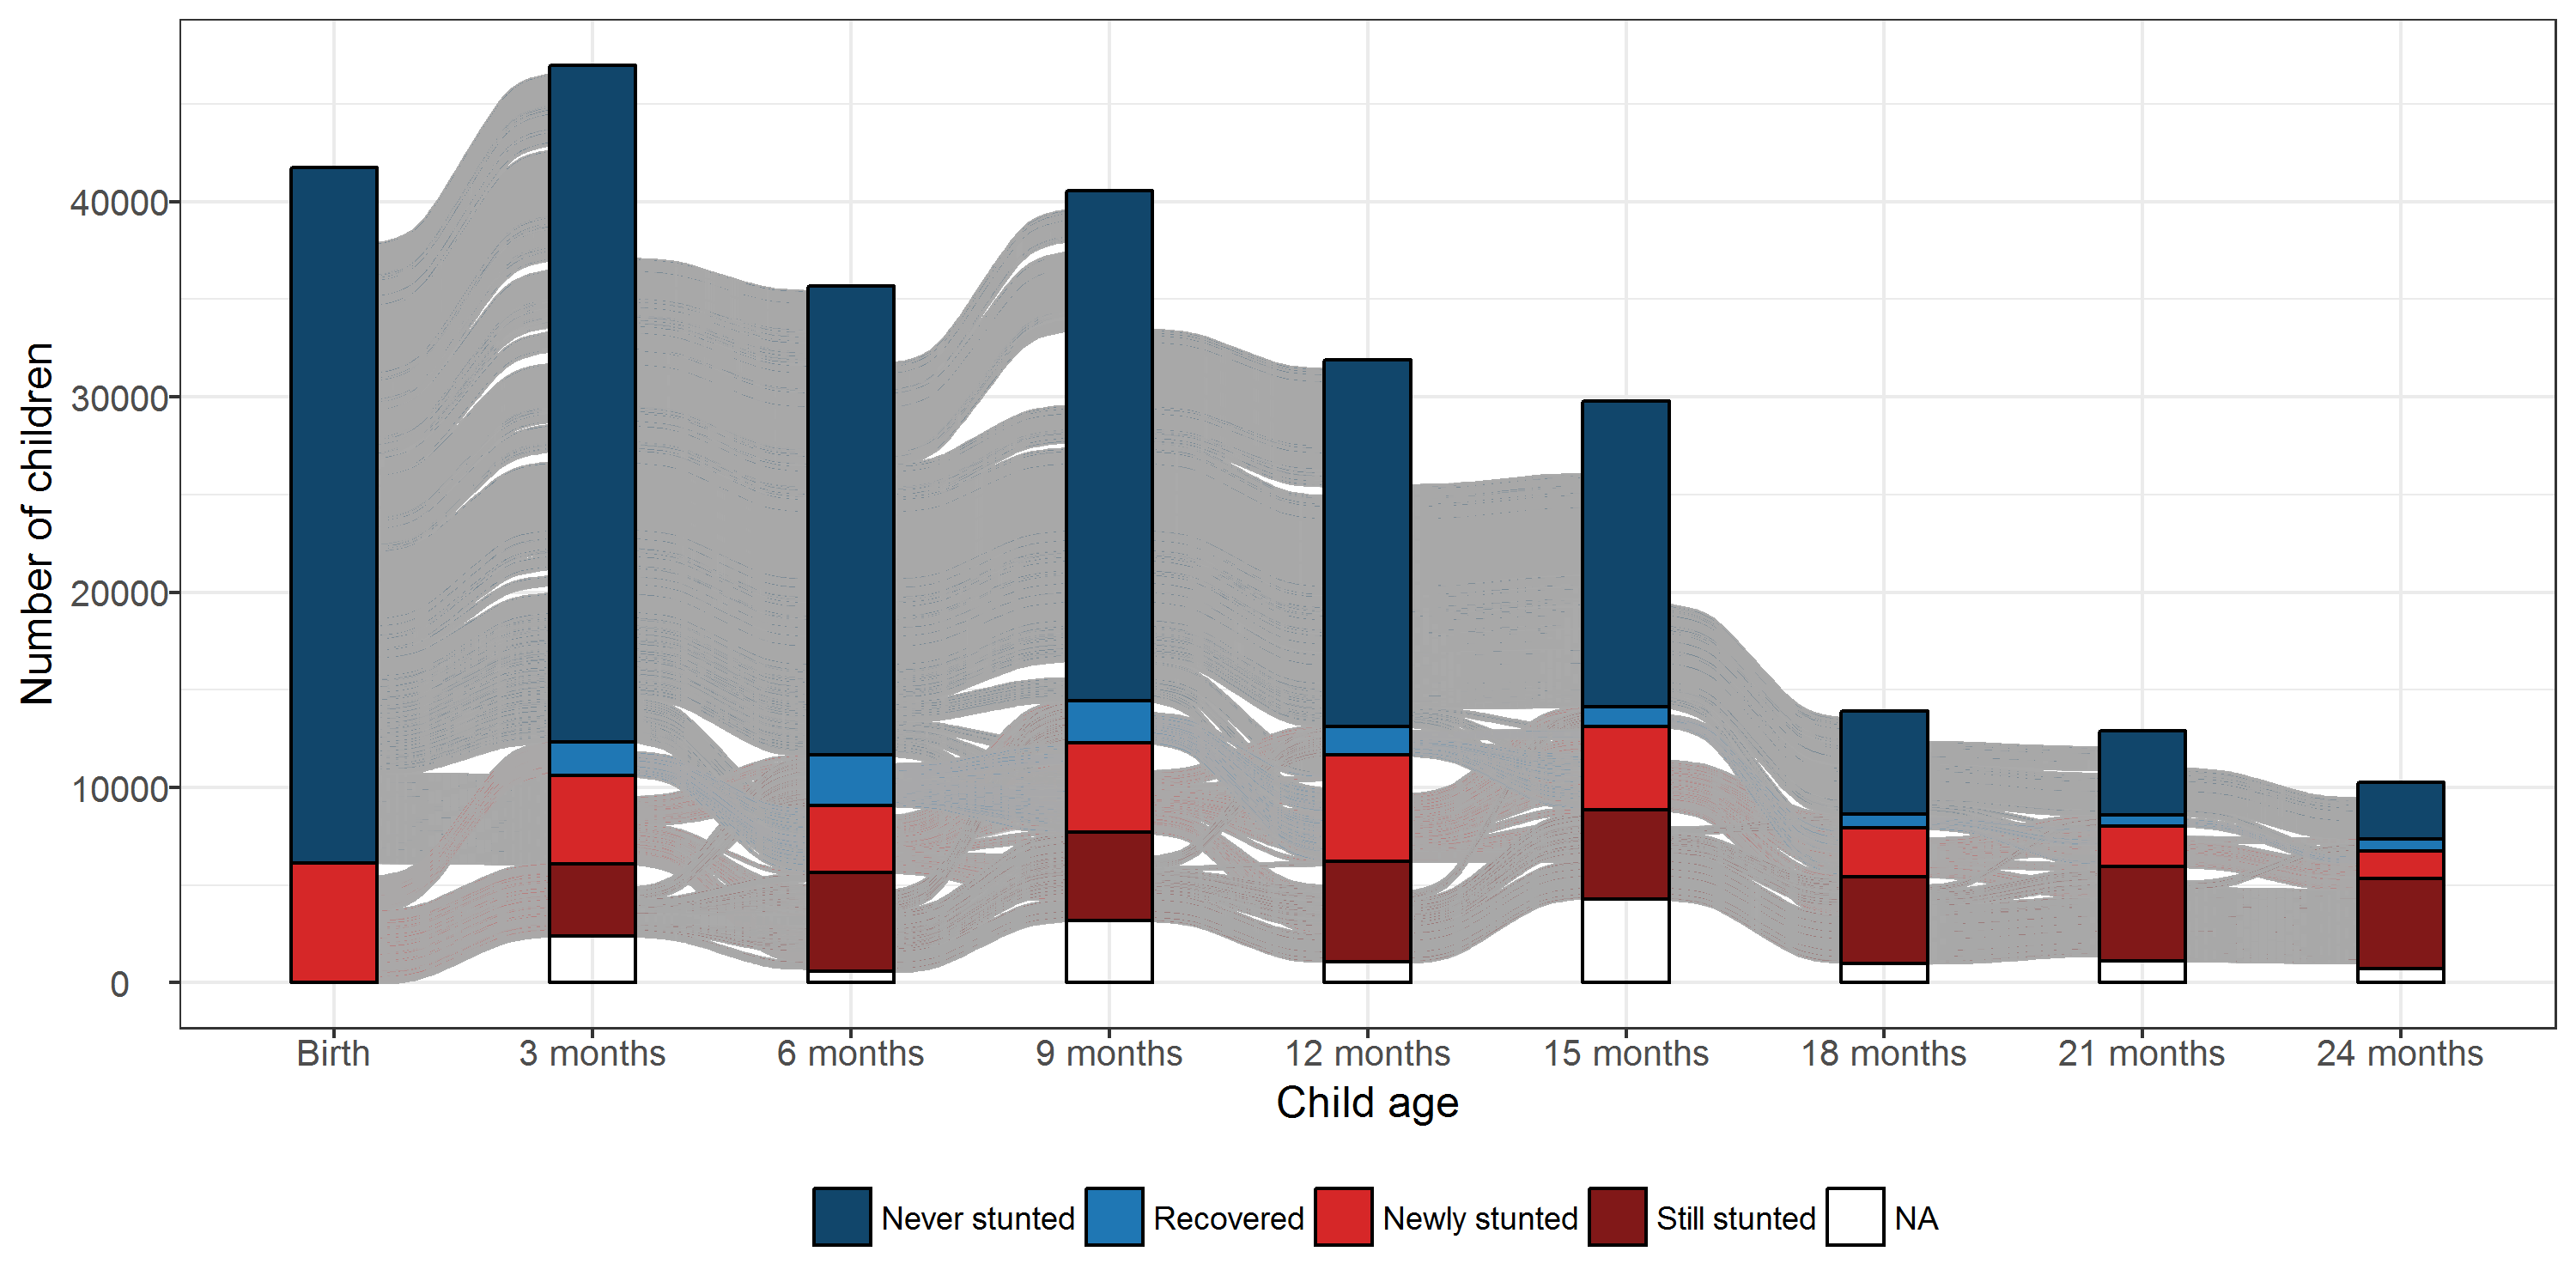 Number of children
40000
30000
20000
10000
0
Birth 3 months 6 months 9 months 12 months 15 months 18 months 21 months 24 months
Child age
Never stunted Recovered Newly stunted Still stunted NA